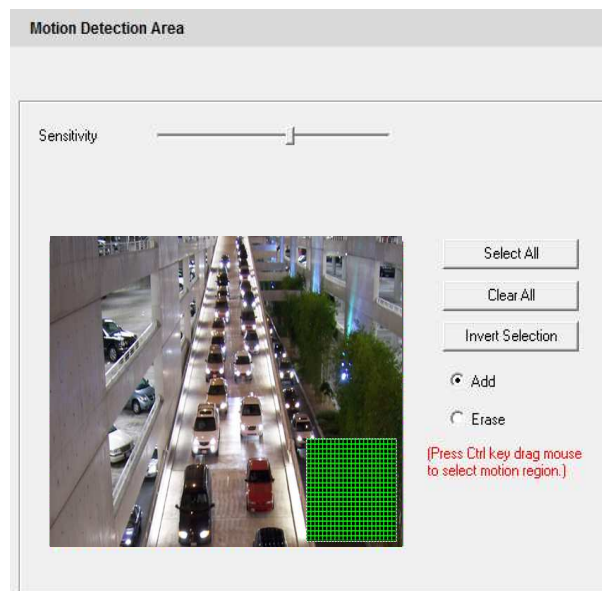 Motion Detection Area
Sensitivity
Select All
Clear All
Invert Selection
Add
Erase
(Press Ctrl key drag mouse
to select motion region.)